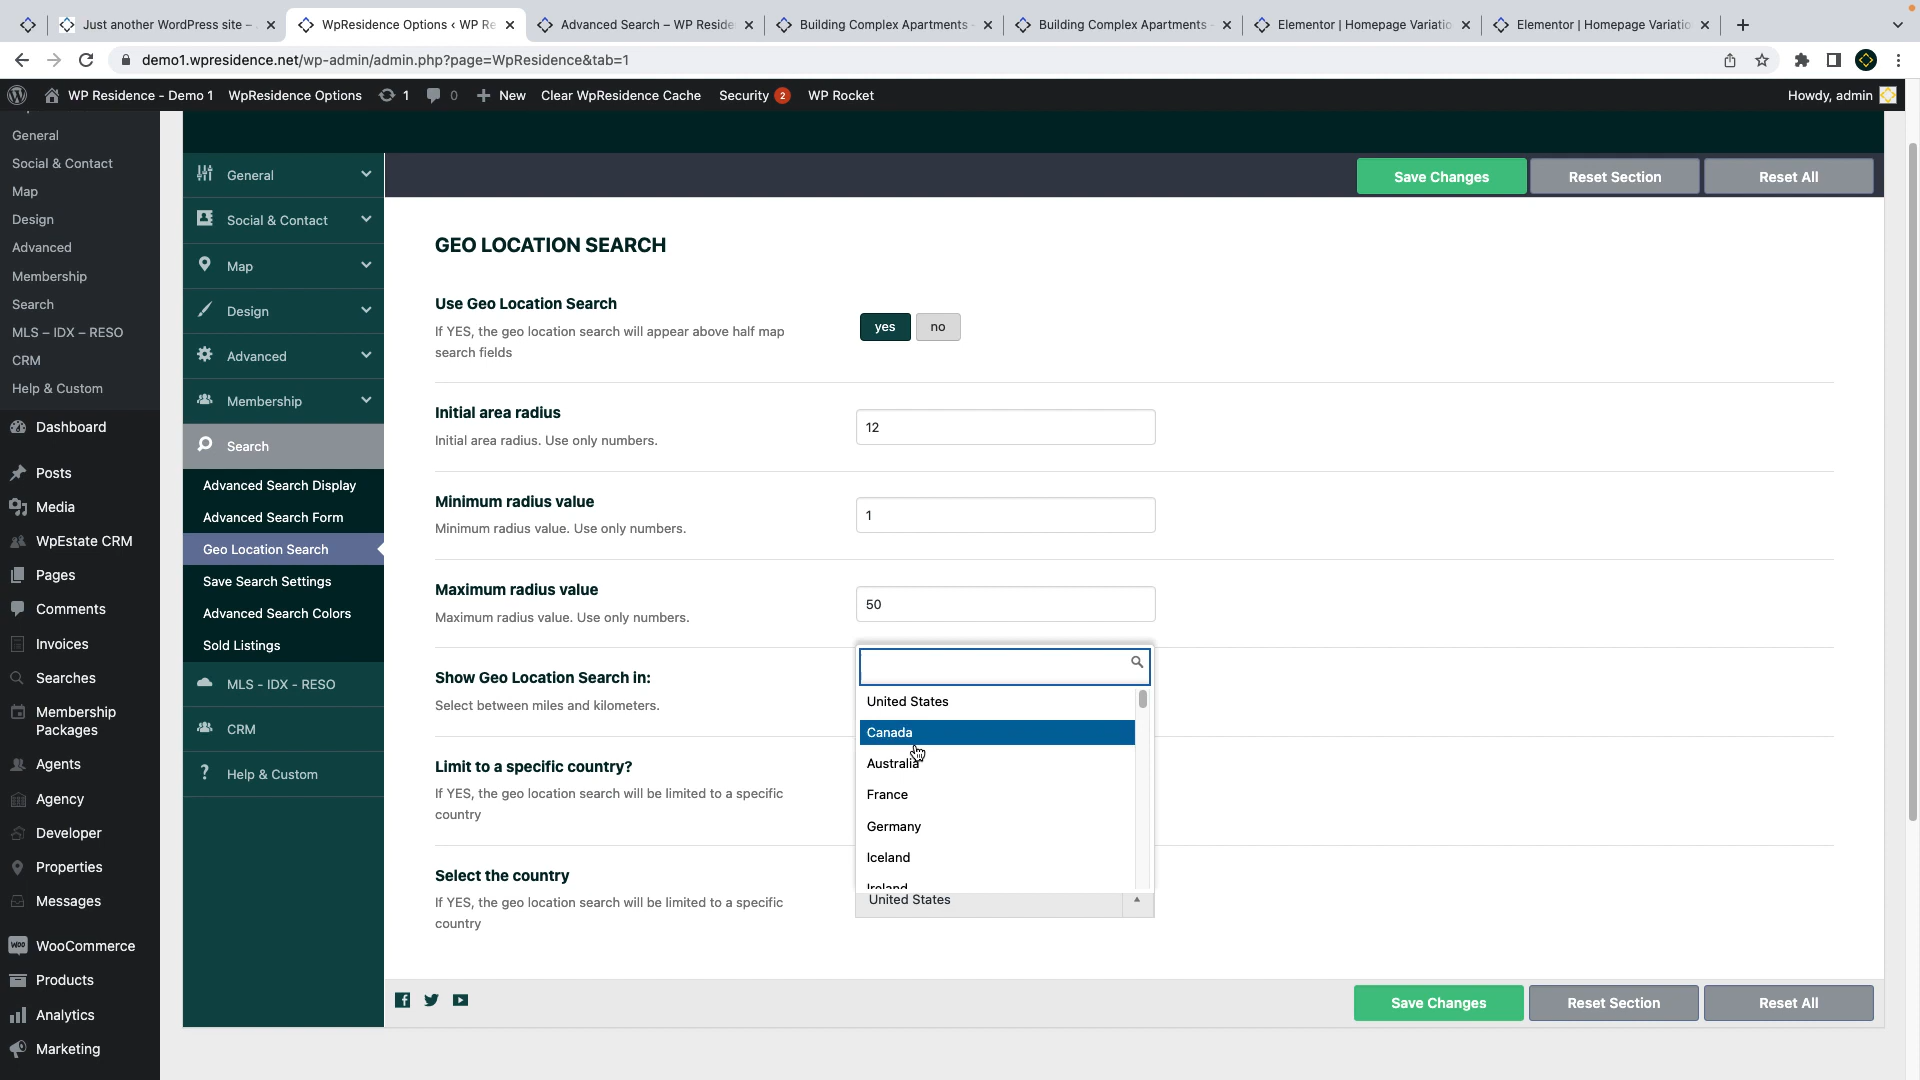 Just another WordPress site –
WpResidence Options ‹ WP Re
Advanced Search – WP Reside
Building Complex Apartments -
Building Complex Apartments -
Elementor | Homepage Variatio
Elementor | Homepage Variatio
demo1.wpresidence.net/wp-admin/admin.php?page=WpResidence&tab=1
WP Residence - Demo 1
WpResidence Options
1
0
New
Clear WpResidence Cache
Security 2
WP Rocket
Howdy, admin
General
Social & Contact
Map
Design
Advanced
Membership
Search
MLS – IDX – RESO
CRM
Help & Custom
Dashboard
Posts
Media
WpEstate CRM
Pages
Comments
Invoices
Searches
Membership
Packages
Agents
Agency
Developer
Properties
Messages
WooCommerce
Products
Analytics
Marketing
General
Social & Contact
Map
Design
Advanced
Membership
Search
Advanced Search Display
Advanced Search Form
Geo Location Search
Save Search Settings
Advanced Search Colors
Sold Listings
MLS - IDX - RESO
CRM
Help & Custom
Save Changes
Reset Section
Reset All
GEO LOCATION SEARCH
Use Geo Location Search
If YES, the geo location search will appear above half map
search fields
yes
no
Initial area radius
Initial area radius. Use only numbers.
12
Minimum radius value
Minimum radius value. Use only numbers.
1
Maximum radius value
Maximum radius value. Use only numbers.
50
Show Geo Location Search in:
Select between miles and kilometers.
Limit to a specific country?
If YES, the geo location search will be limited to a specific
country
Select the country
If YES, the geo location search will be limited to a specific
country
United States
Canada
Australia
France
Germany
Iceland
Ireland
United States
Save Changes
Reset Section
Reset All